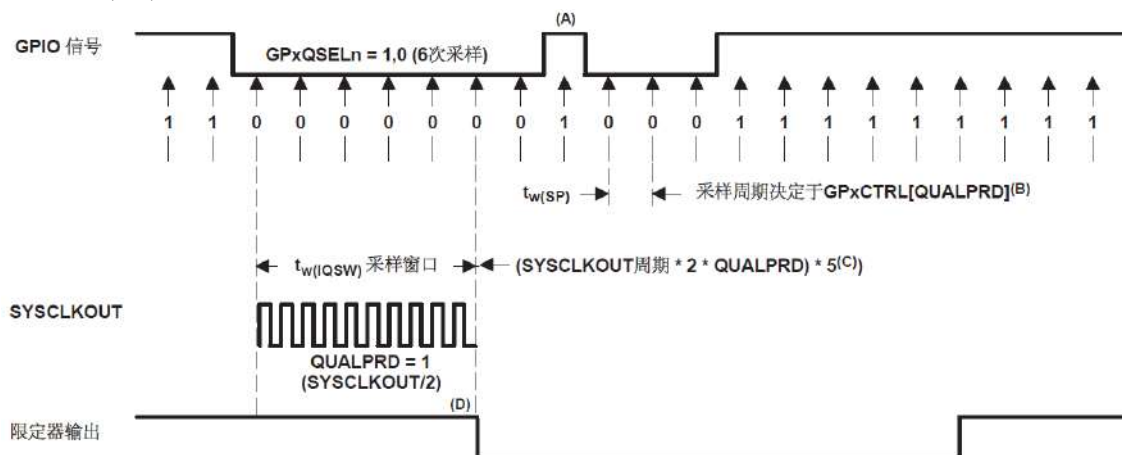 (A)
GPIO 信号
GPxQSELn = 1,0 (6次采样)
1 1 0 0 0 0 0 0 0 1 0 0 0 1 1 1 1 1 1 1 1 1
tw(SP)
采样周期决定于GPxCTRL[QUALPRD](B)
tw(IQSW) 采样窗口
(SYSCLKOUT周期 * 2 * QUALPRD) * 5(C))
SYSCLKOUT
QUALPRD = 1
(SYSCLKOUT/2)
(D)
限定器输出